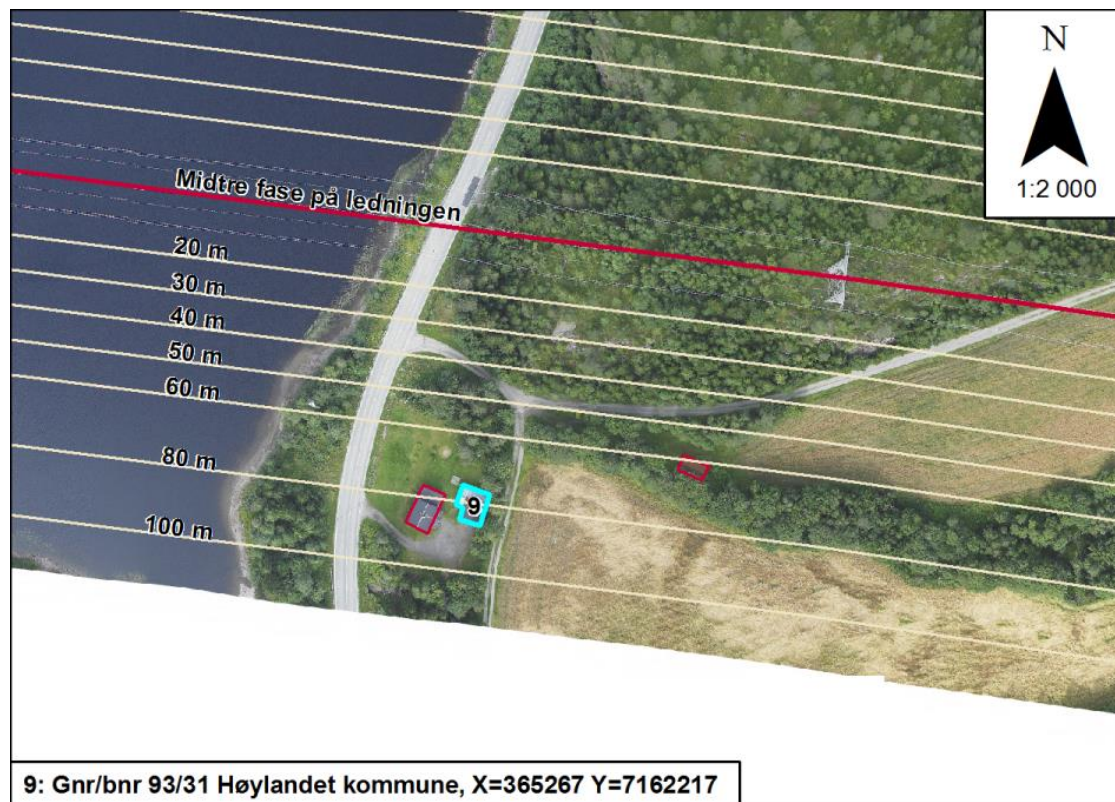 N
1:2 000
Midtre fase på ledningen
20 m
30 m
40 m
50 m
60 m
80 m
100 m
9
9: Gnr/bnr 93/31 Høylandet kommune, X=365267 Y=7162217